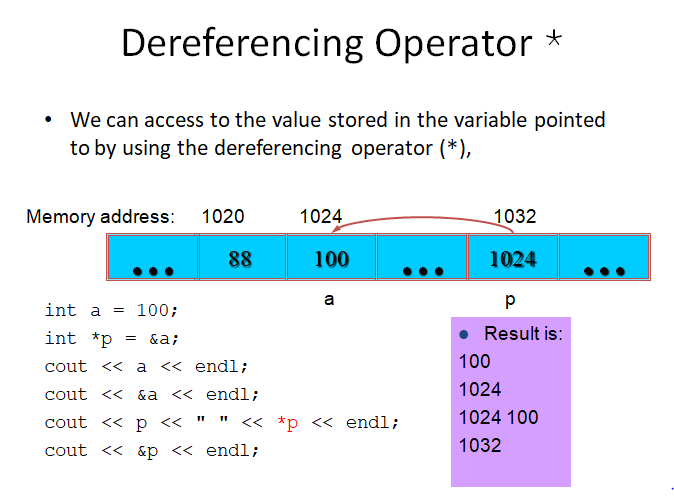 Dereferencing Operator *
• We can access to the value stored in the variable pointed
to by using the dereferencing operator (*),
Memory address: 1020 1024 1032
... 88 100 ... 1024 ...
a p
int a = 100;
int *p = &a;
cout << a << endl;
cout << &a << endl;
cout << p << " " << *p << endl;
cout << &p << endl;
• Result is:
100
1024
1024 100
1032